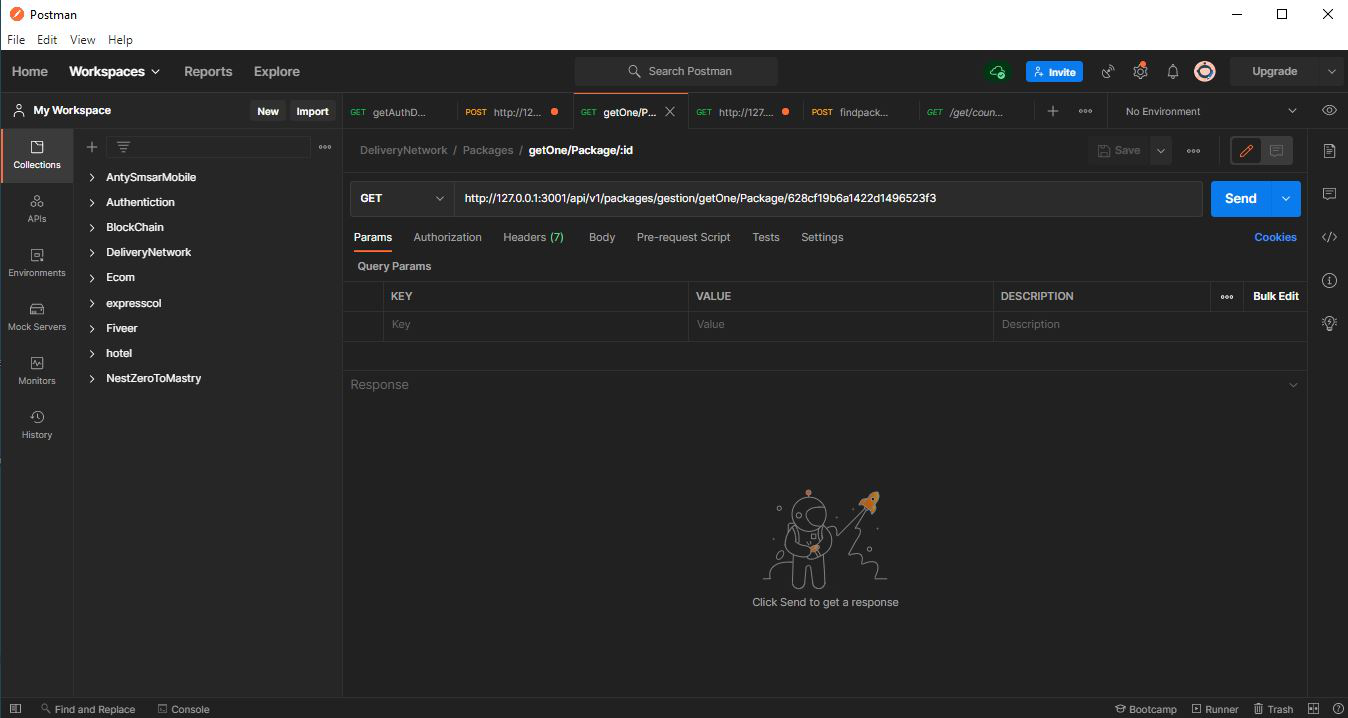 Postman
File Edit View Help
Home Workspaces Reports Explore Search Postman Invite Upgrade
My Workspace New Import GET getAuthD... POST http://12... GET getOne/P... GET http://127.... POST findpack... GET /get/coun... No Environment
Collections
APIs
Environments
Mock Servers
Monitors
History
AntySmsarMobile
Authentiction
BlockChain
DeliveryNetwork
Ecom
expresscol
Fiveer
hotel
NestZeroToMastry
DeliveryNetwork / Packages / getOne/Package/:id Save
GET http://127.0.0.1:3001/api/v1/packages/gestion/getOne/Package/628cf19b6a1422d1496523f3 Send
Params Authorization Headers (7) Body Pre-request Script Tests Settings Cookies
Query Params
KEY VALUE DESCRIPTION Bulk Edit
Key Value Description
Response
Click Send to get a response
Find and Replace Console Bootcamp Runner Trash